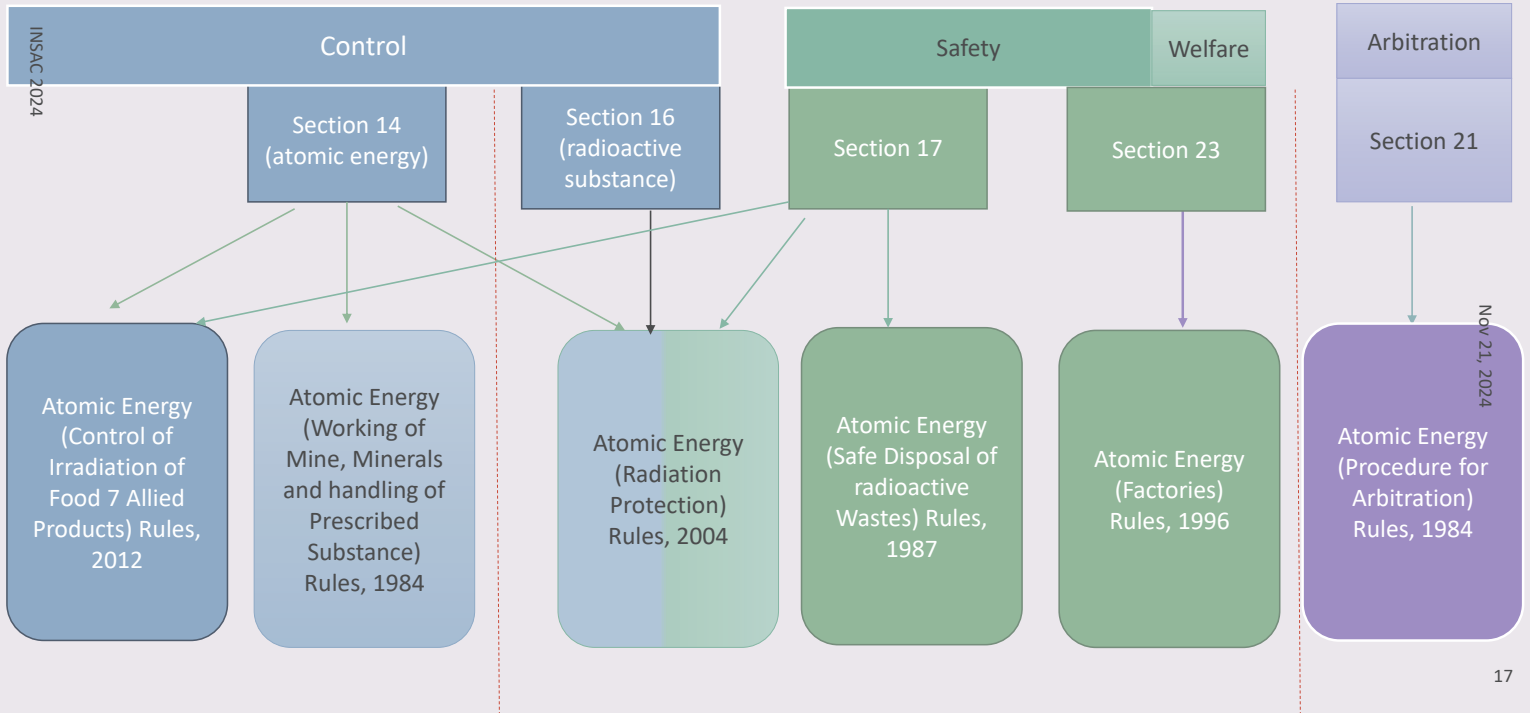 INSAC 2024
Control
Safety
Welfare
Arbitration
Section 14
(atomic energy)
Section 16
(radioactive
substance)
Section 17
Section 23
Section 21
Atomic Energy
(Control of
Irradiation of
Food 7 Allied
Products) Rules,
2012
Atomic Energy
(Working of
Mine, Minerals
and handling of
Prescribed
Substance)
Rules, 1984
Atomic Energy
(Radiation
Protection)
Rules, 2004
Atomic Energy
(Safe Disposal of
radioactive
Wastes) Rules,
1987
Atomic Energy
(Factories)
Rules, 1996
Atomic Energy
(Procedure for
Arbitration)
Rules, 1984
Nov 21, 2024
17